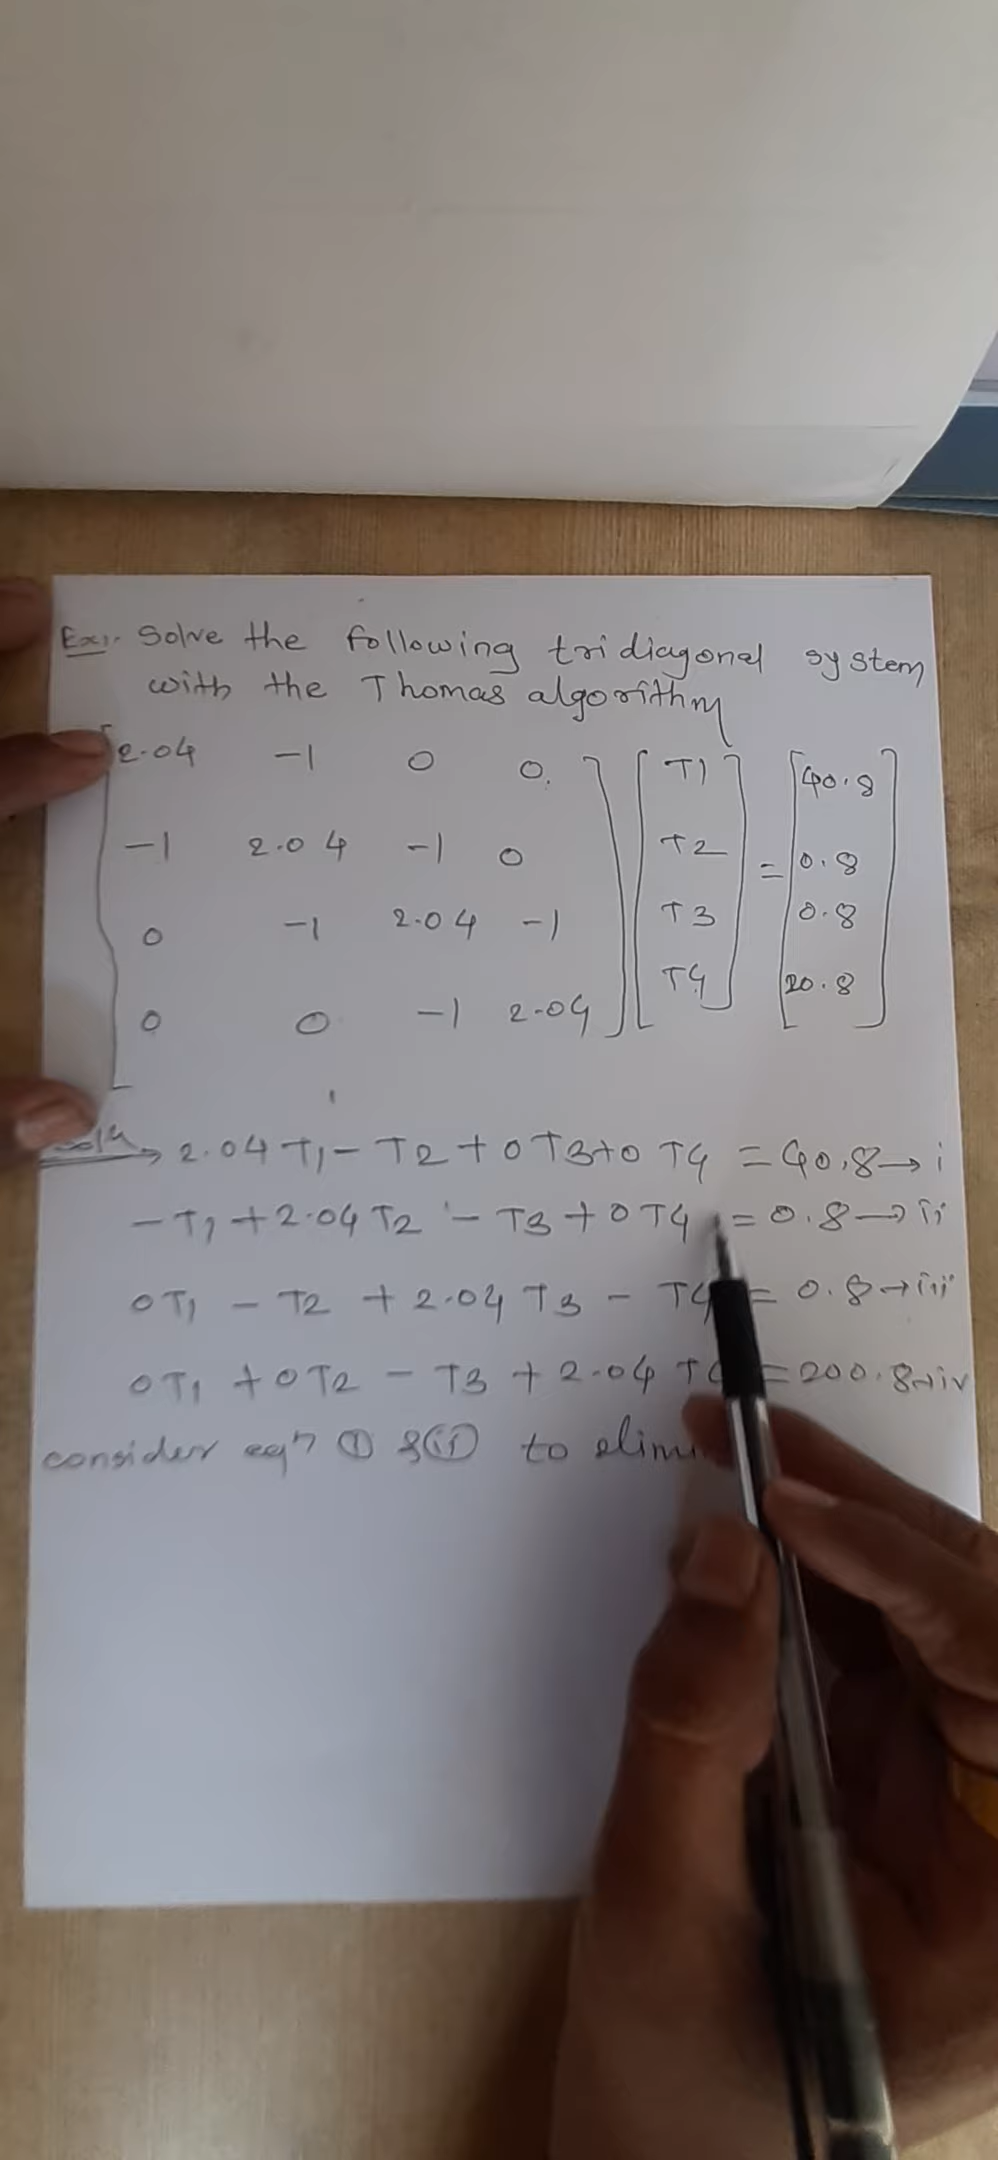 Ex1. Solve the following tridiagonal system
with the Thomas algorithm
2.04 -1 0 0 T1 40.8
-1 2.04 -1 0 T2 = 0.8
0 -1 2.04 -1 T3 0.8
0 0 -1 2.04 T4 20.8
soln → 2.04 T1 - T2 + 0 T3 + 0 T4 = 40.8 → i
- T1 + 2.04 T2 - T3 + 0 T4 = 0.8 → ii
0 T1 - T2 + 2.04 T3 - T4 = 0.8 → iii
0 T1 + 0 T2 - T3 + 2.04 T4 = 200.8 → iv
consider eqn ① & ⅱ to